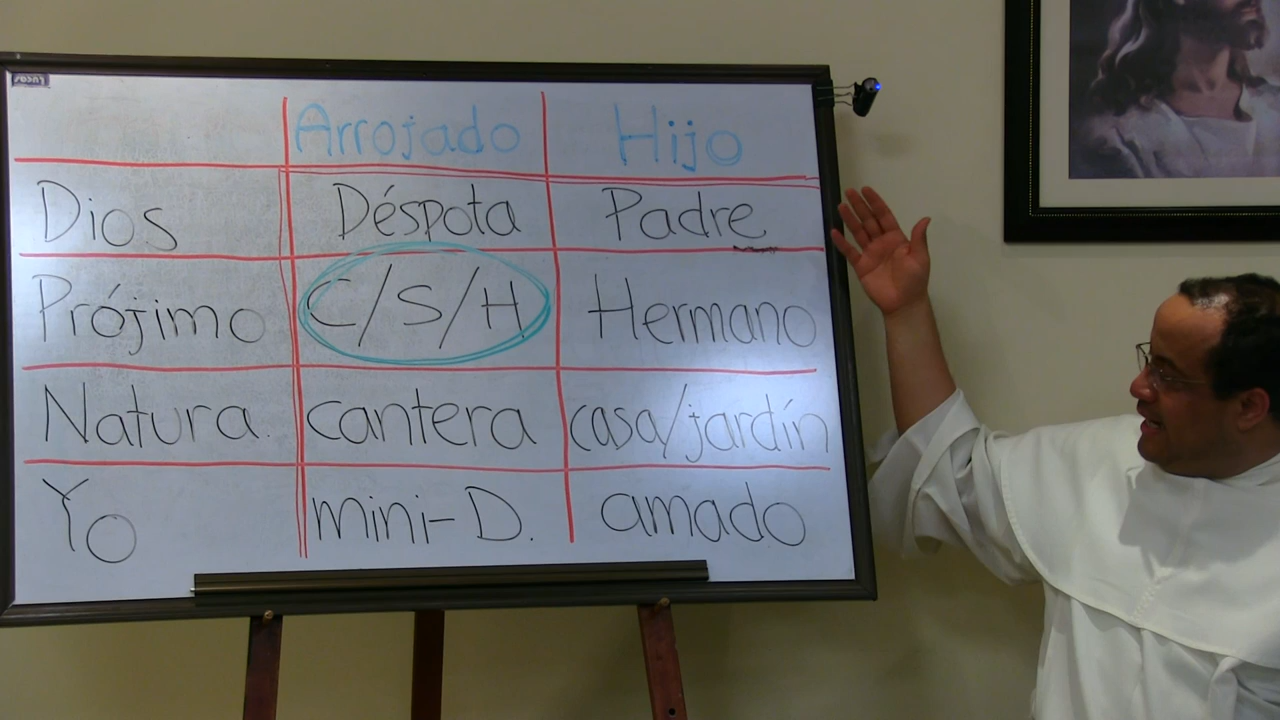 Arrojado Hijo
Dios Déspota Padre
Prójimo C/S/H Hermano
Natura. cantera casa/jardín
Yo mini-D. amado